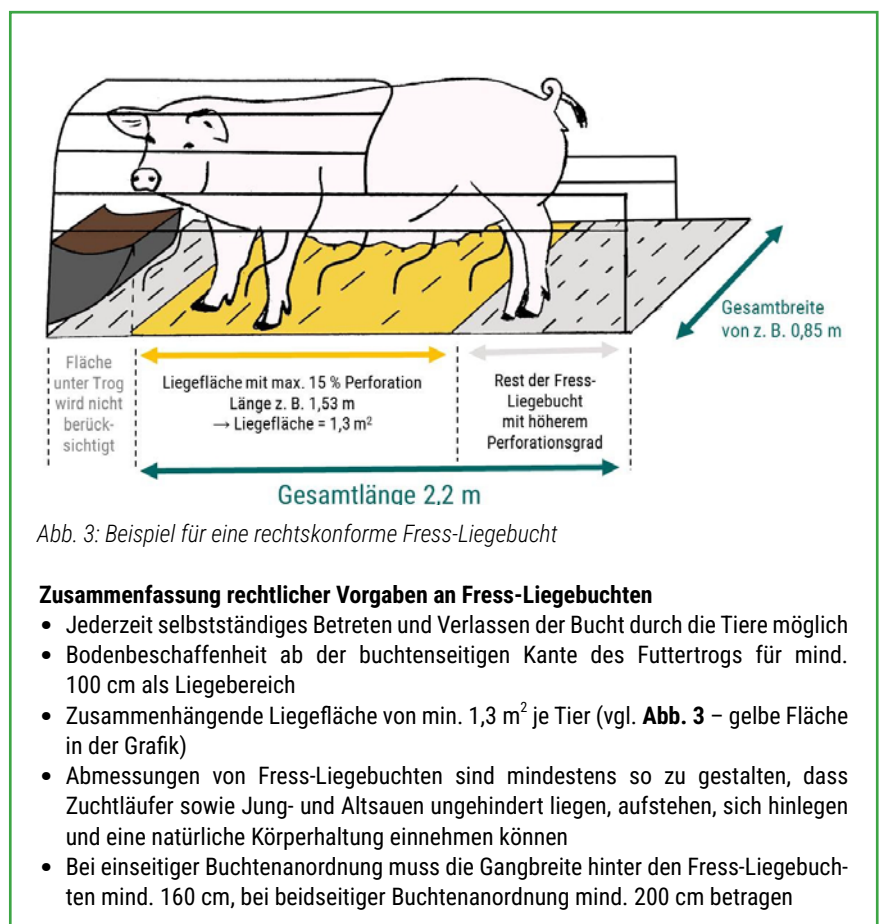 Gesamtbreite
von z. B. 0,85 m
Fläche
unter Trog
wird nicht
berück-
sichtigt
Liegefläche mit max. 15 % Perforation
Länge z. B. 1,53 m
→ Liegefläche = 1,3 m²
Rest der Fress-
Liegebucht
mit höherem
Perforationsgrad
Gesamtlänge 2,2 m
Abb. 3: Beispiel für eine rechtskonforme Fress-Liegebucht
Zusammenfassung rechtlicher Vorgaben an Fress-Liegebuchten
• Jederzeit selbstständiges Betreten und Verlassen der Bucht durch die Tiere möglich
• Bodenbeschaffenheit ab der buchtenseitigen Kante des Futtertrogs für mind.
100 cm als Liegebereich
• Zusammenhängende Liegefläche von min. 1,3 m² je Tier (vgl. Abb. 3 – gelbe Fläche
in der Grafik)
• Abmessungen von Fress-Liegebuchten sind mindestens so zu gestalten, dass
Zuchtläufer sowie Jung- und Altsauen ungehindert liegen, aufstehen, sich hinlegen
und eine natürliche Körperhaltung einnehmen können
• Bei einseitiger Buchtenanordnung muss die Gangbreite hinter den Fress-Liegebuch-
ten mind. 160 cm, bei beidseitiger Buchtenanordnung mind. 200 cm betragen